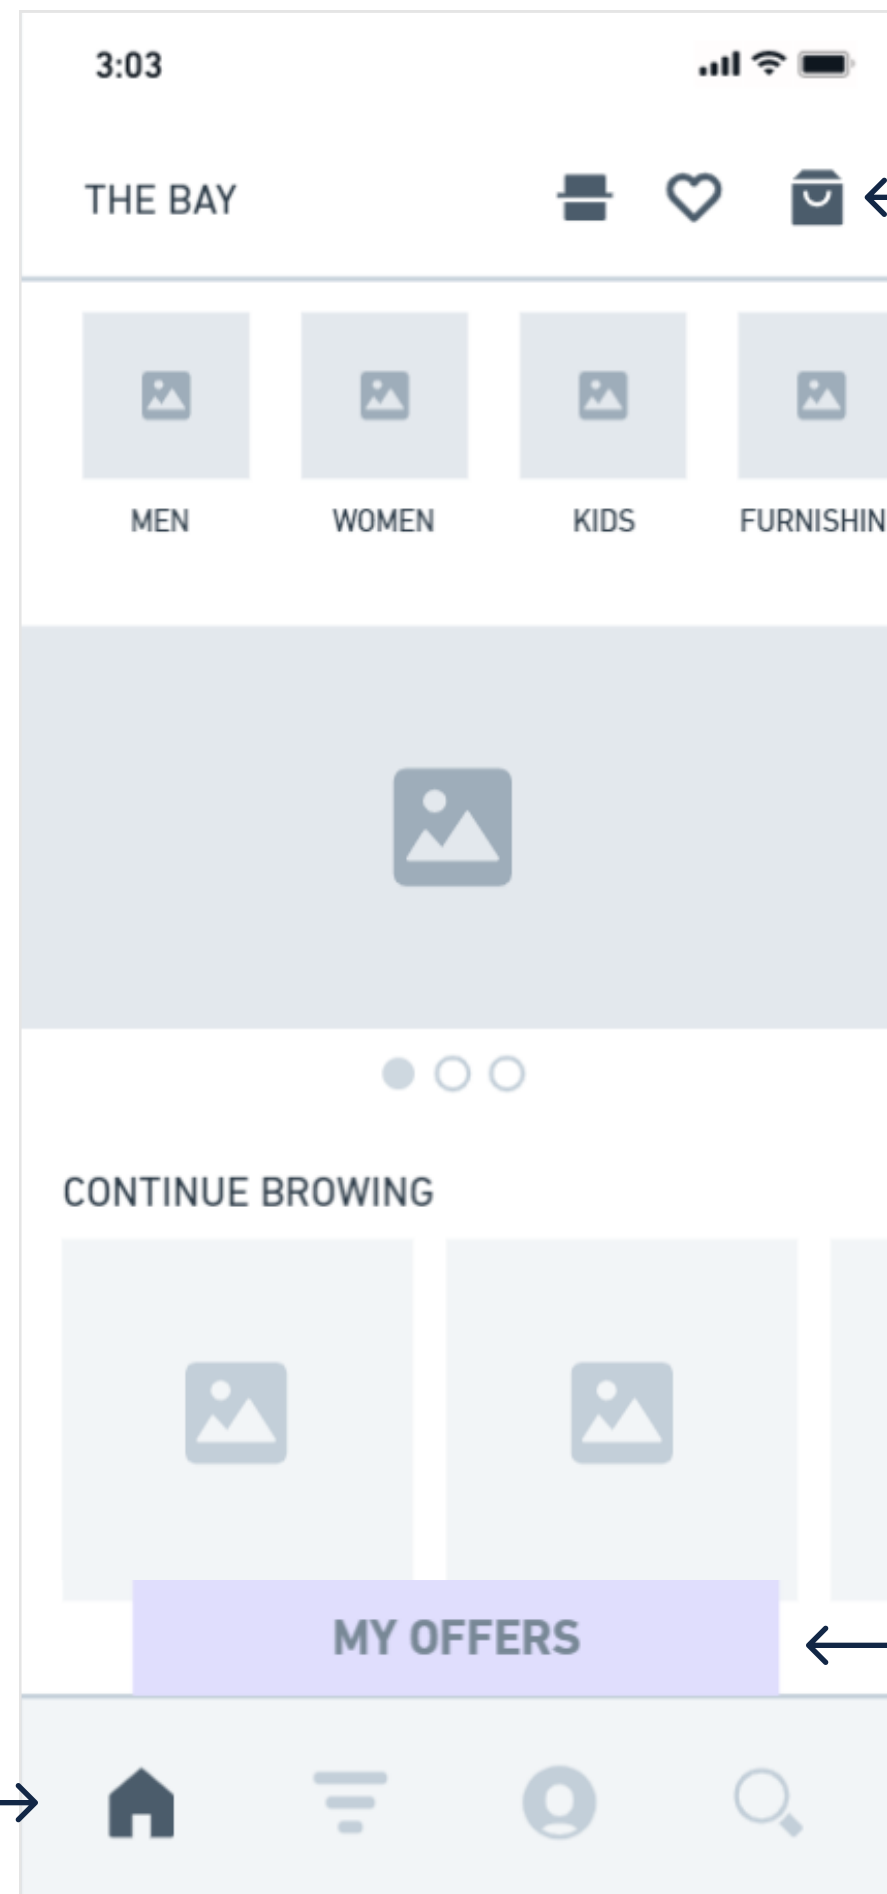 3:03
THE BAY
MEN WOMEN KIDS FURNISHIN
CONTINUE BROWING
MY OFFERS